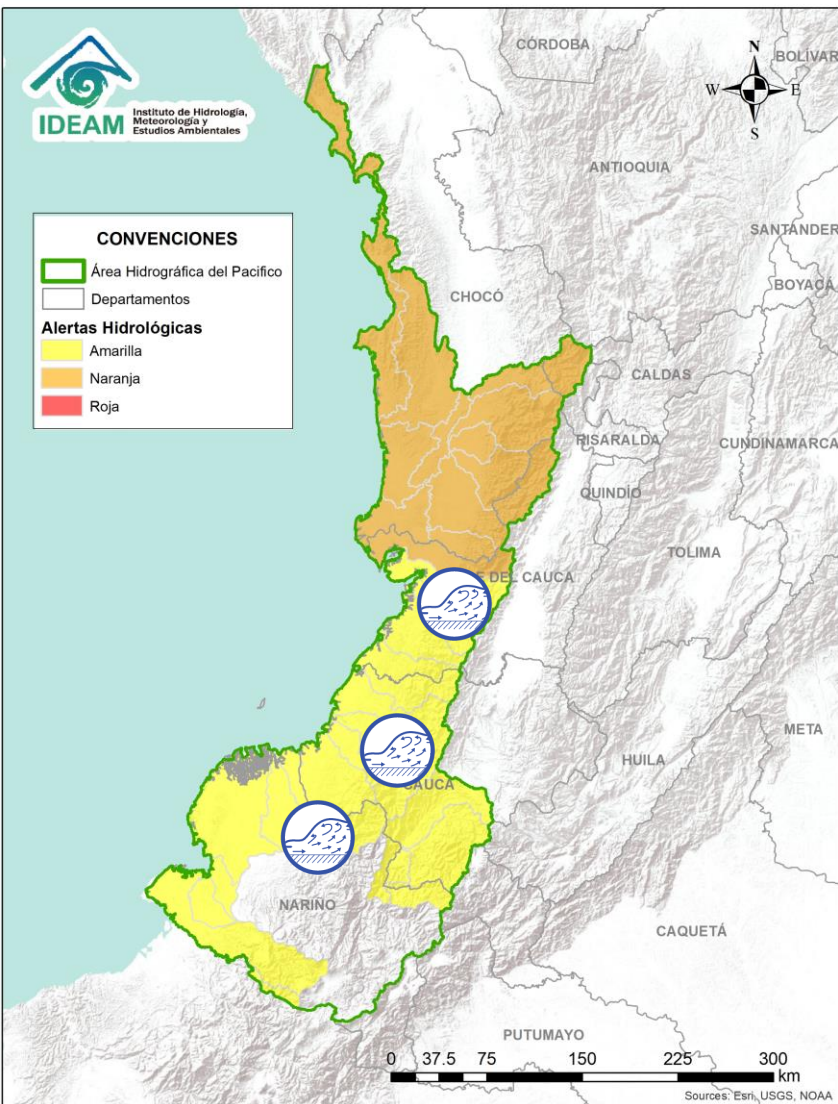 CÓRDOBA
BOLÍVAR
N
W E
S
IDEAM
Instituto de Hidrología,
Meteorología y
Estudios Ambientales
ANTIOQUIA
SANTANDER
BOYACÁ
CONVENCIONES
Área Hidrográfica del Pacifico
Departamentos
Alertas Hidrológicas
Amarilla
Naranja
Roja
CHOCÓ
CALDAS
RISARALDA
CUNDINAMARCA
QUINDÍO
TOLIMA
E DEL CAUCA
META
HUILA
CAUCA
NARIÑO
CAQUETÁ
PUTUMAYO
0 37.5 75 150 225 300
km
Sources: Esri, USGS, NOAA